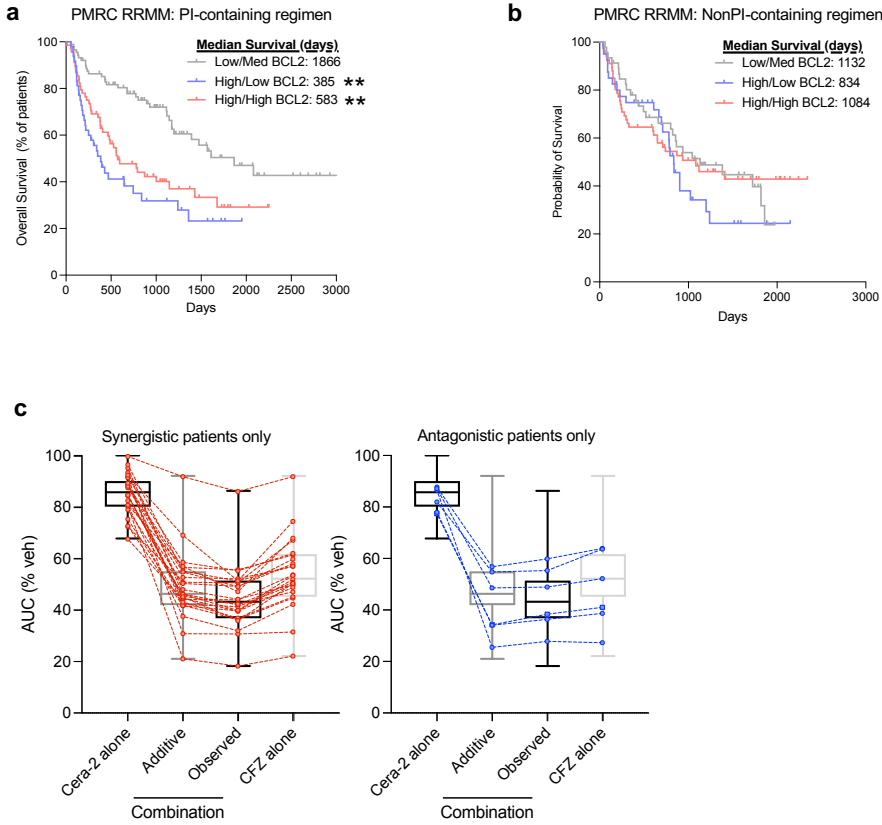 a
PMRC RRMM: PI-containing regimen
Median Survival (days)
Low/Med BCL2: 1866
High/Low BCL2: 385 **
High/High BCL2: 583 **
Overall Survival (% of patients)
100
80
60
40
20
0
0 500 1000 1500 2000 2500 3000
Days
b
PMRC RRMM: NonPI-containing regimen
Median Survival (days)
Low/Med BCL2: 1132
High/Low BCL2: 834
High/High BCL2: 1084
Probability of Survival
100
80
60
40
20
0
0 1000 2000 3000
Days
c
Synergistic patients only
AUC (% veh)
100
80
60
40
20
0
Cera-2 alone
Additive
Observed
CFZ alone
Combination
Antagonistic patients only
AUC (% veh)
100
80
60
40
20
0
Cera-2 alone
Additive
Observed
CFZ alone
Combination